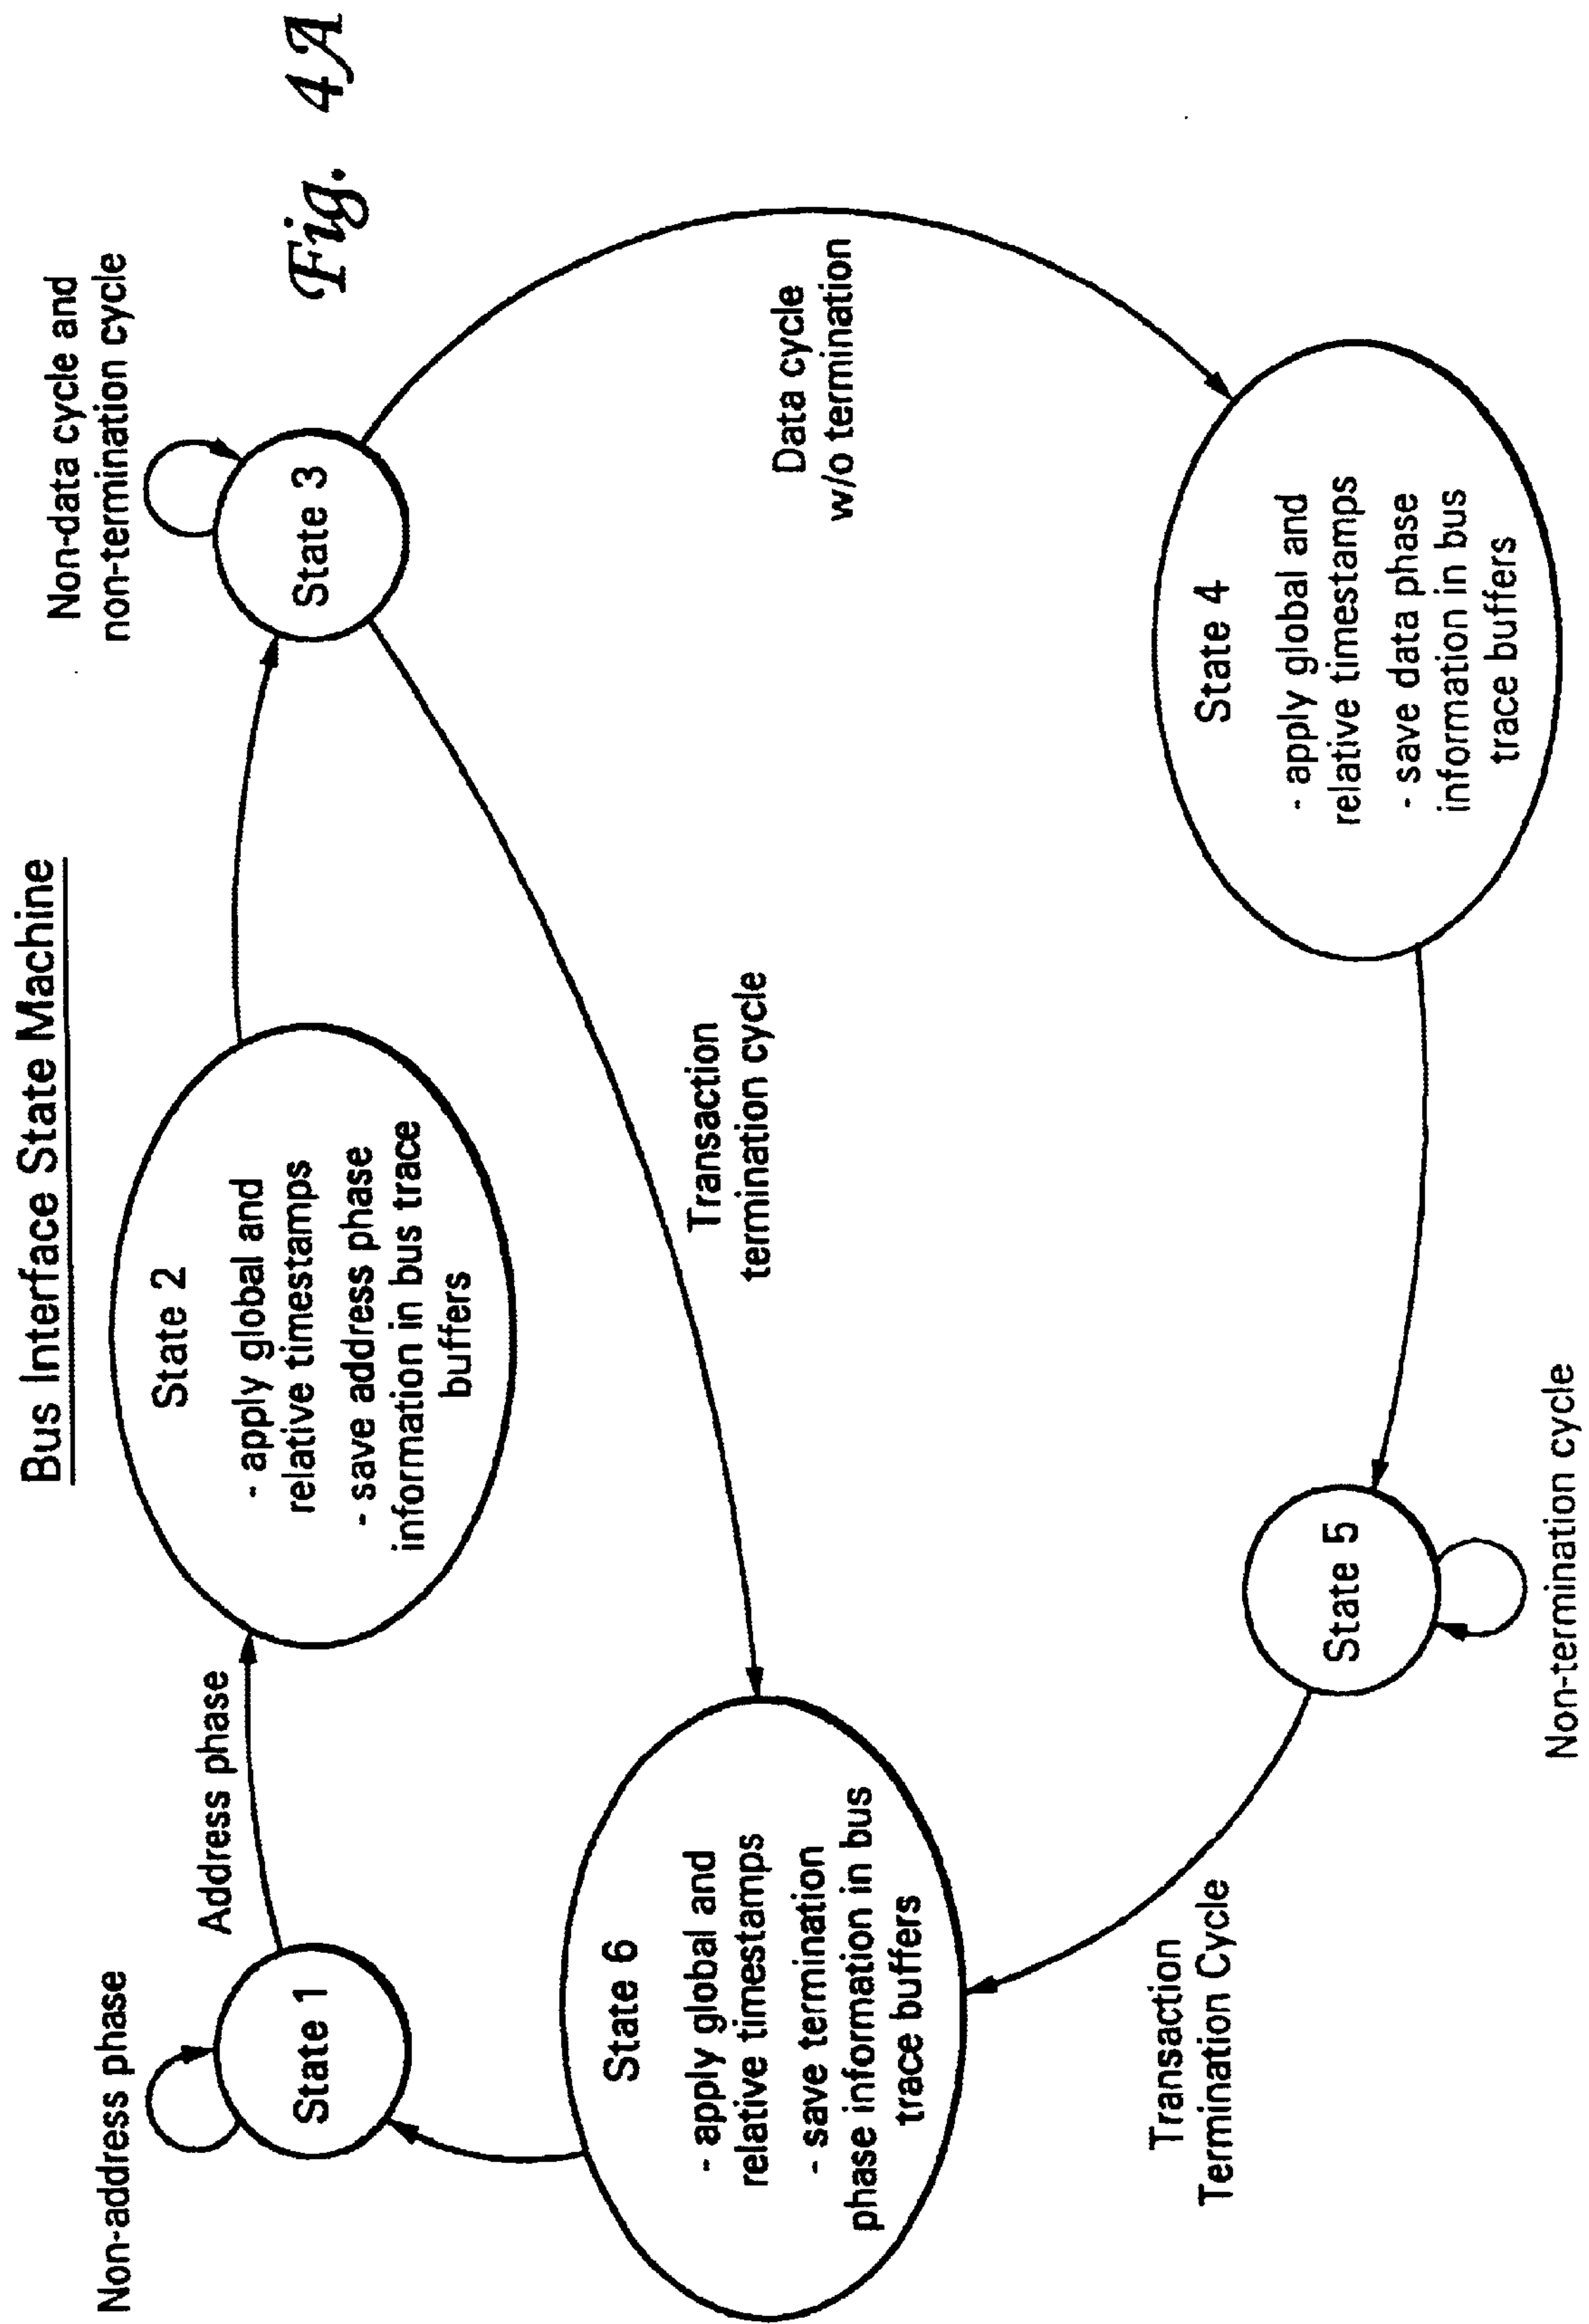 Bus Interface State Machine
Non-address phase
State 1
Address phase
State 2
- apply global and
relative timestamps
- save address phase
information in bus trace
buffers
Non-data cycle and
non-termination cycle
State 3
Fig. 4A
Transaction
termination cycle
Data cycle
w/o termination
State 6
- apply global and
relative timestamps
- save termination
phase information in bus
trace buffers
Transaction
Termination Cycle
State 5
Non-termination cycle
State 4
- apply global and
relative timestamps
- save data phase
information in bus
trace buffers